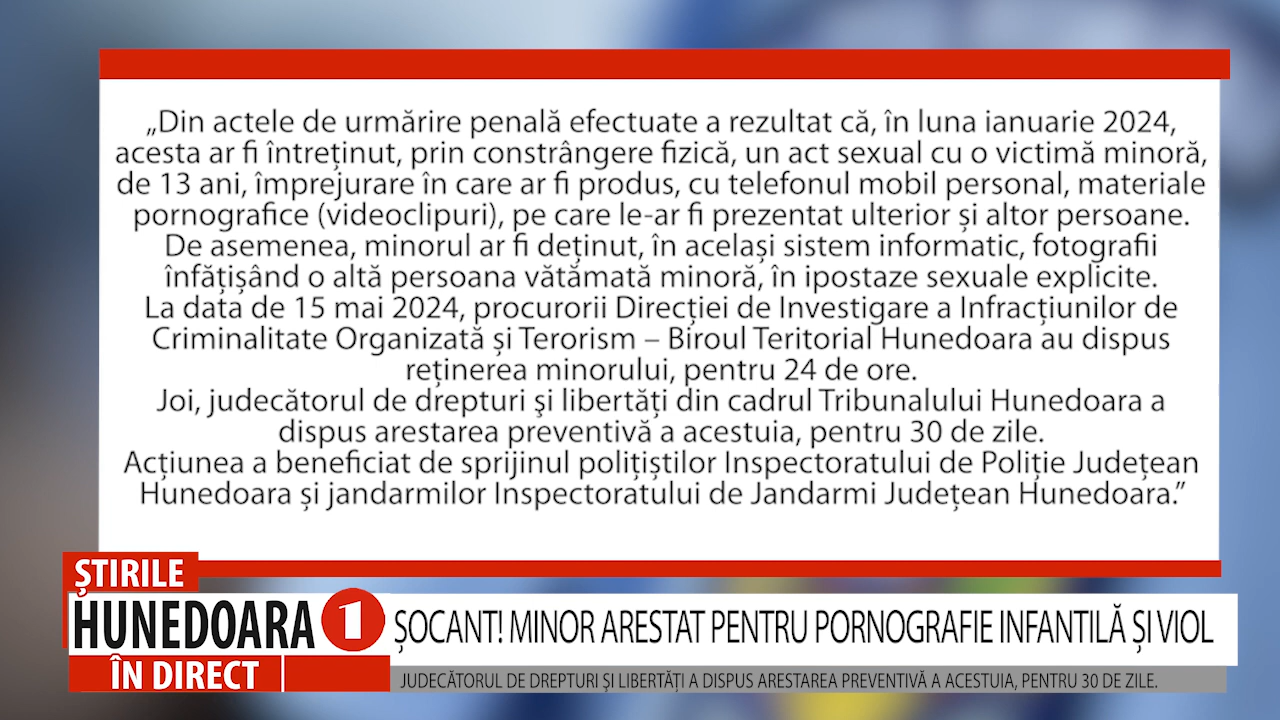 „Din actele de urmărire penală efectuate a rezultat că, în luna ianuarie 2024,
acesta ar fi întreținut, prin constrângere fizică, un act sexual cu o victimă minoră,
de 13 ani, împrejurare în care ar fi produs, cu telefonul mobil personal, materiale
pornografice (videoclipuri), pe care le-ar fi prezentat ulterior și altor persoane.
De asemenea, minorul ar fi deținut, în același sistem informatic, fotografii
înfățișând o altă persoana vătămată minoră, în ipostaze sexuale explicite.
La data de 15 mai 2024, procurorii Direcției de Investigare a Infracțiunilor de
Criminalitate Organizată și Terorism – Biroul Teritorial Hunedoara au dispus
reținerea minorului, pentru 24 de ore.
Joi, judecătorul de drepturi şi libertăți din cadrul Tribunalului Hunedoara a
dispus arestarea preventivă a acestuia, pentru 30 de zile.
Acțiunea a beneficiat de sprijinul polițiștilor Inspectoratului de Poliție Județean
Hunedoara și jandarmilor Inspectoratului de Jandarmi Județean Hunedoara.”
ȘTIRILE
HUNEDOARA 1
ÎN DIRECT
ȘOCANT! MINOR ARESTAT PENTRU PORNOGRAFIE INFANTILĂ ȘI VIOL
JUDECĂTORUL DE DREPTURI ŞI LIBERTĂȚI A DISPUS ARESTAREA PREVENTIVĂ A ACESTUIA, PENTRU 30 DE ZILE.